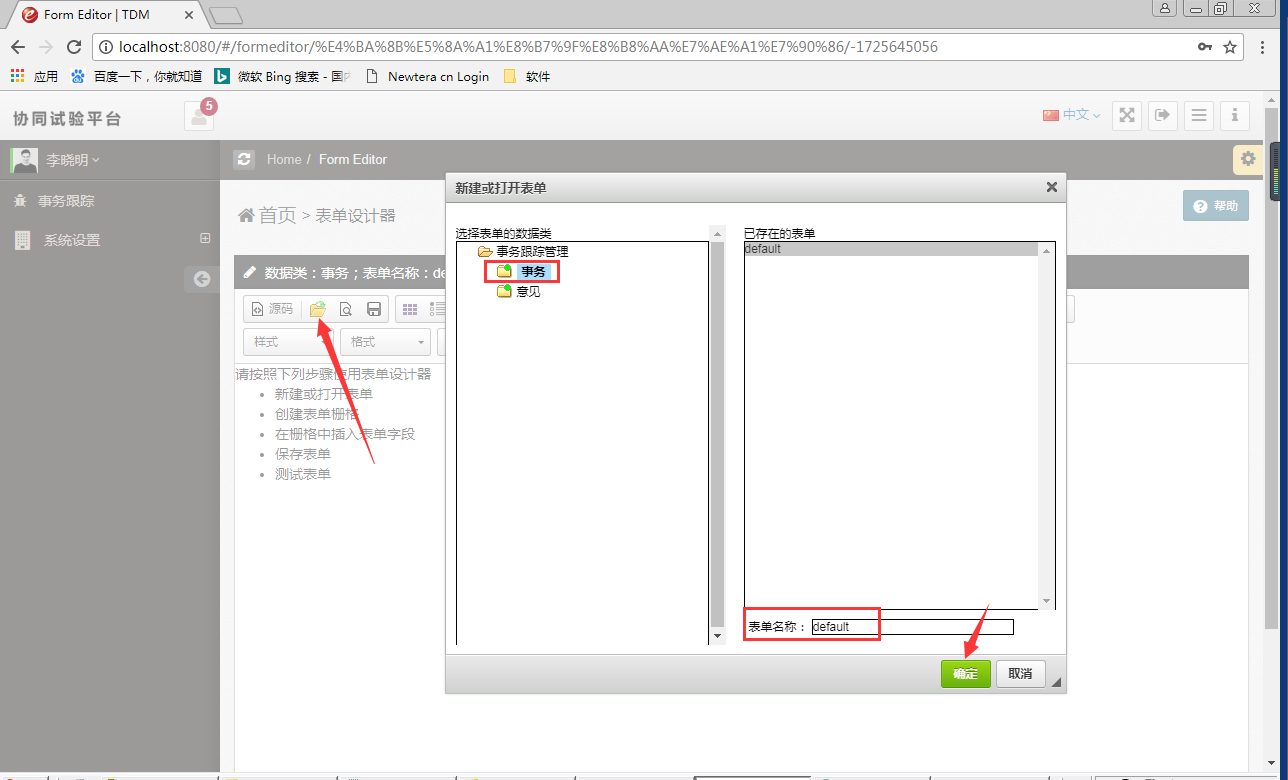 Form Editor | TDM
localhost:8080/#/formeditor/%E4%BA%8B%E5%8A%A1%E8%B7%9F%E8%B8%AA%E7%AE%A1%E7%90%86/-1725645056
应用 百度一下，你就知道 微软 Bing 搜索 - 国 Newtera cn Login 软件
协同试验平台 5 中文
李晓明 Home / Form Editor
事务跟踪
系统设置
首页 > 表单设计器 帮助
数据类：事务；表单名称：de
源码
样式 格式
请按照下列步骤使用表单设计器
新建或打开表单
创建表单栅格
在栅格中插入表单字段
保存表单
测试表单
新建或打开表单
选择表单的数据类
事务跟踪管理
事务
意见
已存在的表单
default
表单名称： default
确定 取消